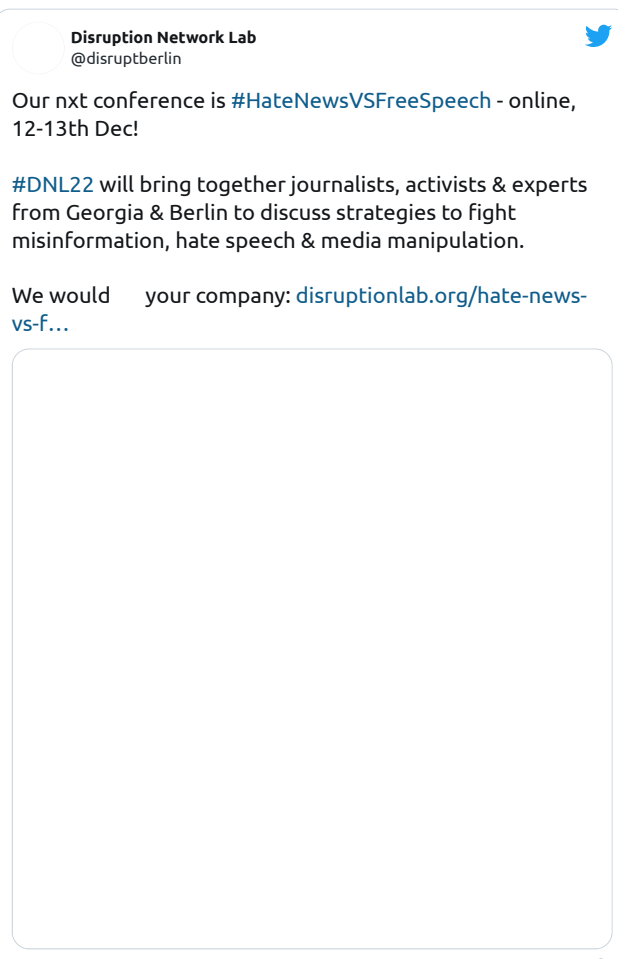 Disruption Network Lab
@disruptberlin
Our nxt conference is #HateNewsVSFreeSpeech - online,
12-13th Dec!
#DNL22 will bring together journalists, activists & experts
from Georgia & Berlin to discuss strategies to fight
misinformation, hate speech & media manipulation.
We would your company: disruptionlab.org/hate-news-
vs-f…